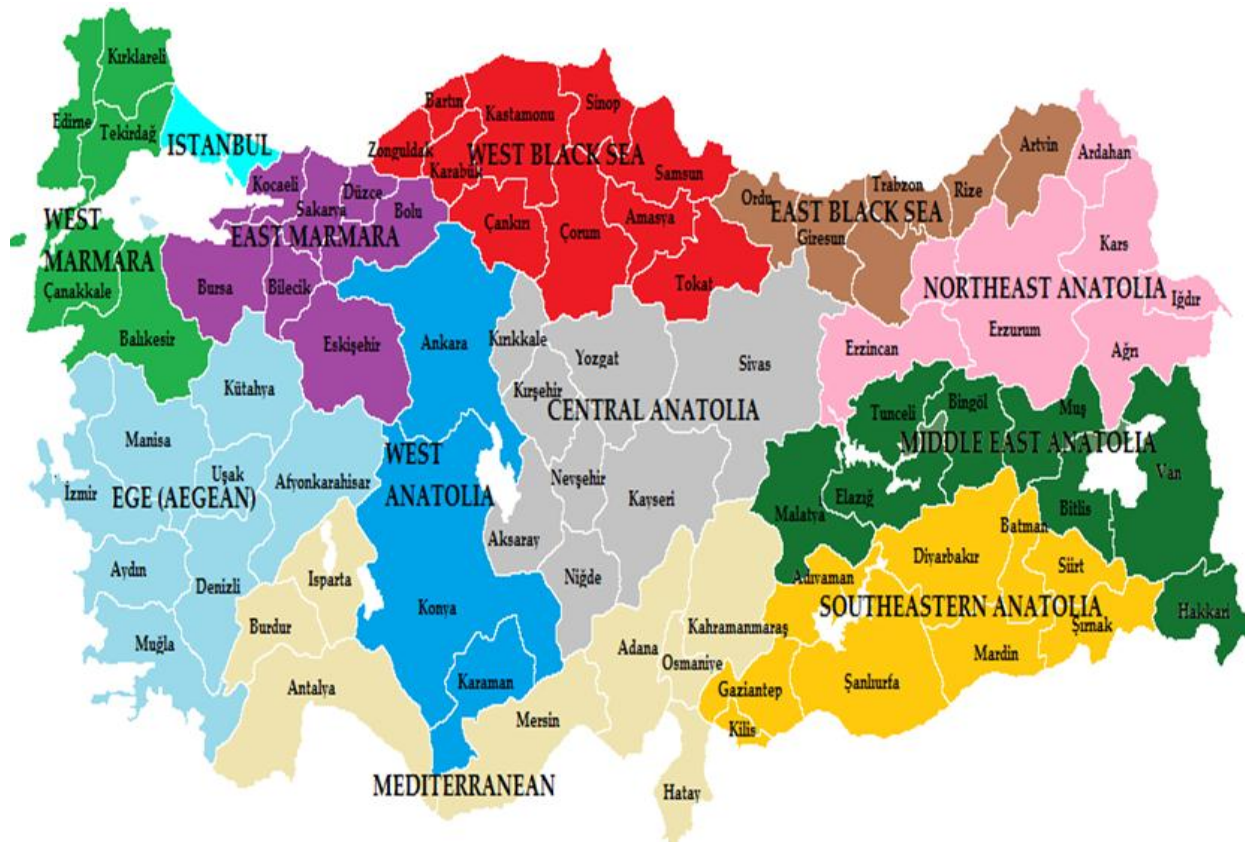 Kırklareli
Edirne
Tekirdağ
ISTANBUL
WEST
MARMARA
Çanakkale
Balıkesir
Kocaeli
Sakarya
Düzce
Bolu
EAST MARMARA
Bursa
Bilecik
Eskişehir
Bartın
Kastamonu
Sinop
Zonguldak
Karabük
WEST BLACK SEA
Samsun
Çankırı
Çorum
Amasya
Tokat
Ordu
Trabzon
Rize
Artvin
EAST BLACK SEA
Giresun
Ardahan
Kars
NORTHEAST ANATOLIA
Iğdır
Erzurum
Erzincan
Ağrı
Ankara
WEST
ANATOLIA
Konya
Karaman
Kırıkkale
Yozgat
Sivas
Kırşehir
CENTRAL ANATOLIA
Nevşehir
Kayseri
Aksaray
Niğde
Tunceli
Bingöl
Muş
MIDDLE EAST ANATOLIA
Van
Elazığ
Malatya
Bitlis
Hakkari
Kütahya
Manisa
Uşak
Afyonkarahisar
İzmir
EGE (AEGEAN)
Aydın
Denizli
Muğla
Isparta
Burdur
Antalya
Mersin
Adana
Kahramanmaraş
Osmaniye
MEDITERRANEAN
Hatay
Batman
Diyarbakır
Siirt
Adıyaman
SOUTHEASTERN ANATOLIA
Şırnak
Mardin
Şanlıurfa
Gaziantep
Kilis